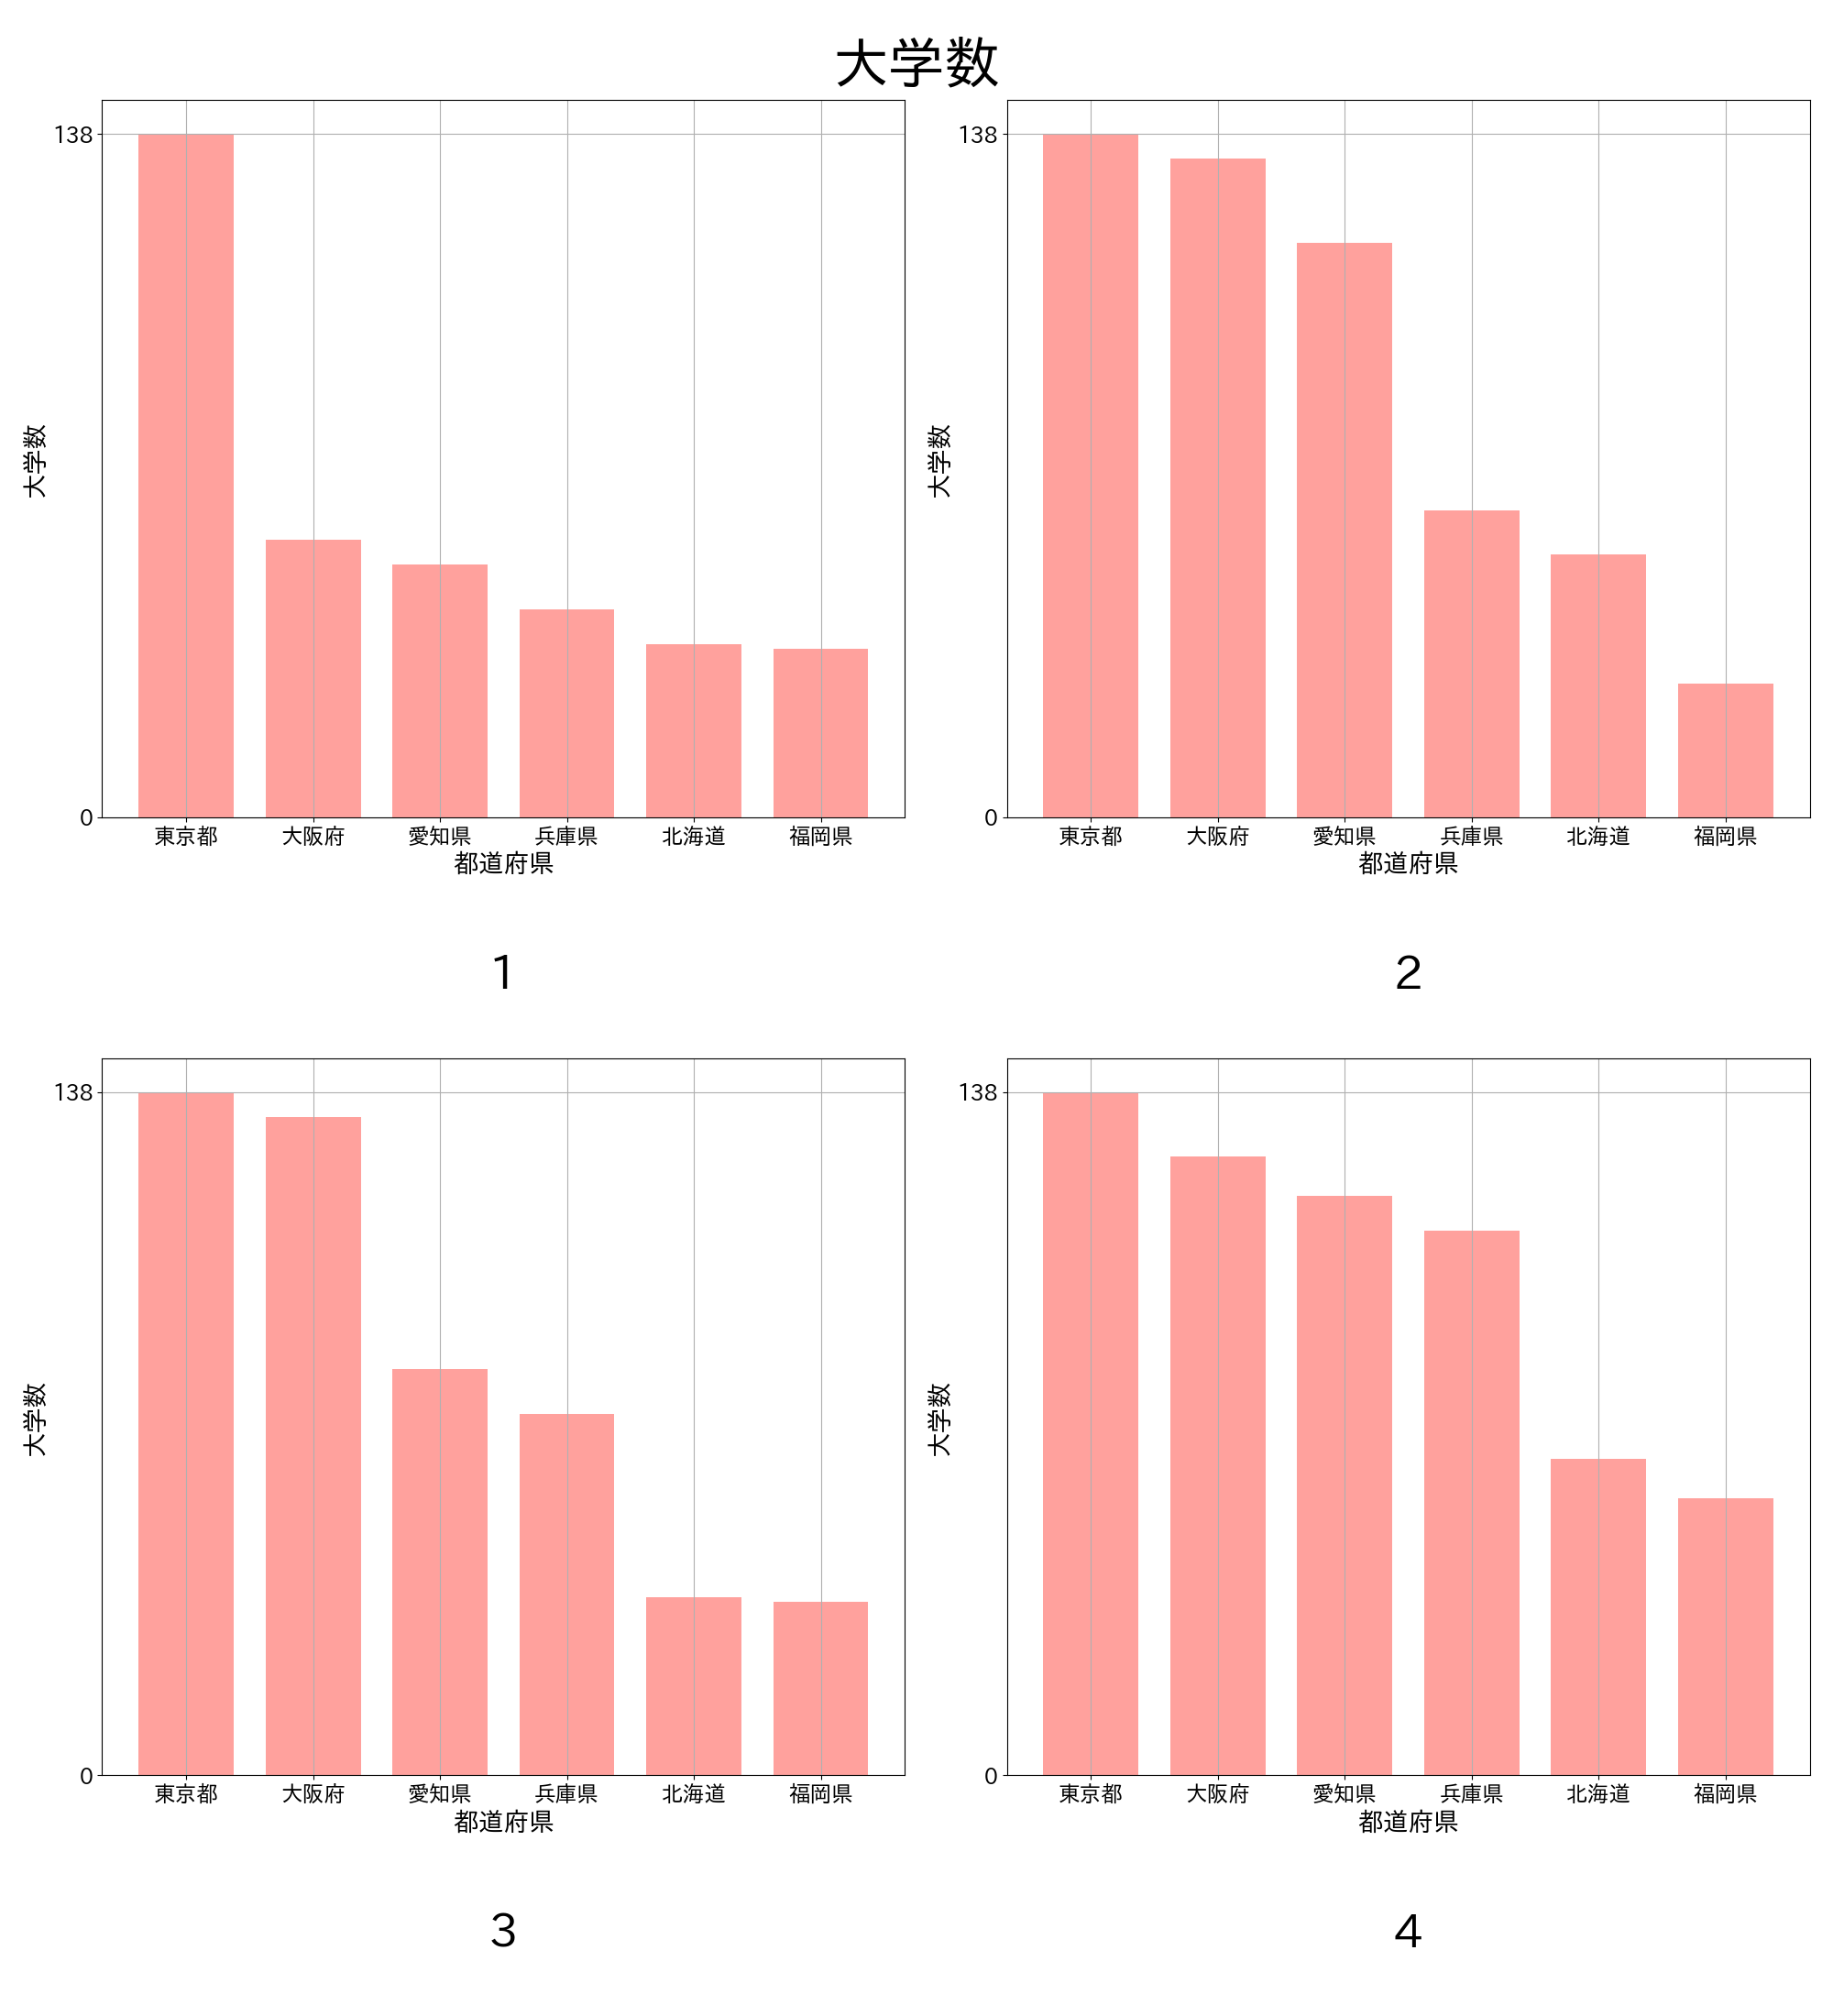 大学数
138
0
大学数
東京都 大阪府 愛知県 兵庫県 北海道 福岡県
都道府県
1
138
0
大学数
東京都 大阪府 愛知県 兵庫県 北海道 福岡県
都道府県
2
138
0
大学数
東京都 大阪府 愛知県 兵庫県 北海道 福岡県
都道府県
3
138
0
大学数
東京都 大阪府 愛知県 兵庫県 北海道 福岡県
都道府県
4